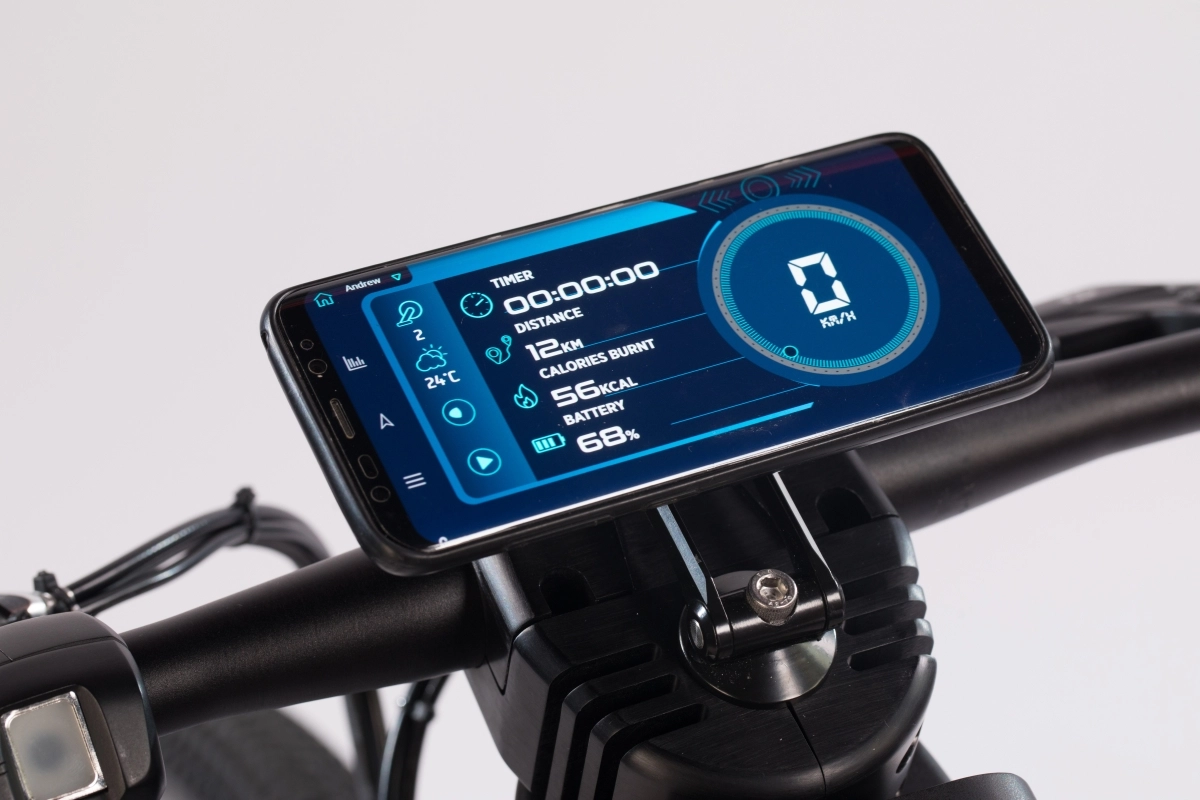 Andrew
2
24°C
TIMER
00:00:00
DISTANCE
12KM
CALORIES BURNT
56KCAL
BATTERY
68%
0
KM/H